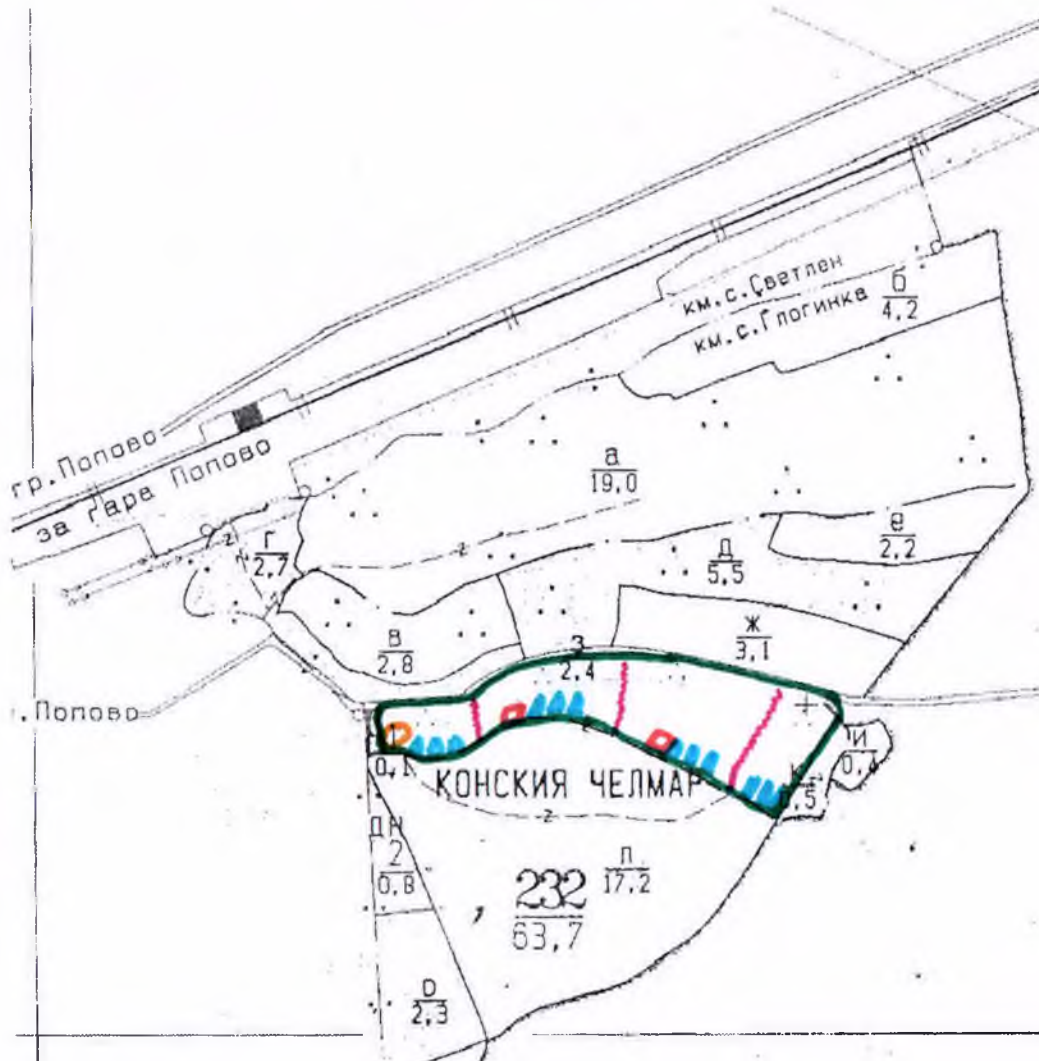 км.с.Светлен
км.с.Глогинка
б
4,2
гр.Попово
за гара Попово
а
19,0
е
2,2
г
2,7
д
5,5
в
2,8
ж
3,1
з
2,4
Попово
и
0,1
КОНСКИЯ ЧЕЛМАР
к
ДН
2
0,8
л
17,2
232
63,7
о
2,3